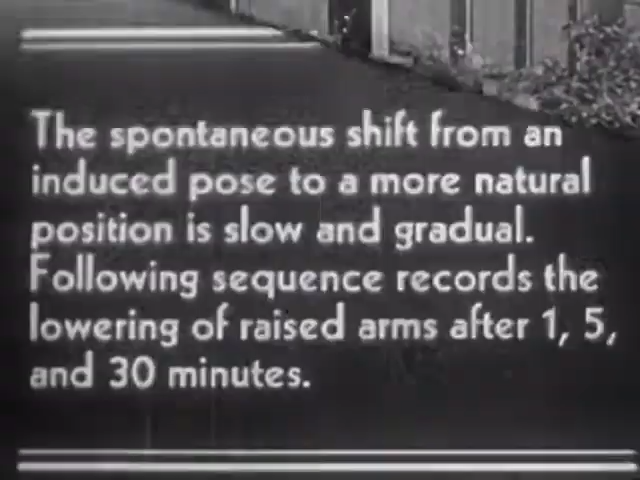 The spontaneous shift from an
induced pose to a more natural
position is slow and gradual.
Following sequence records the
lowering of raised arms after 1, 5,
and 30 minutes.